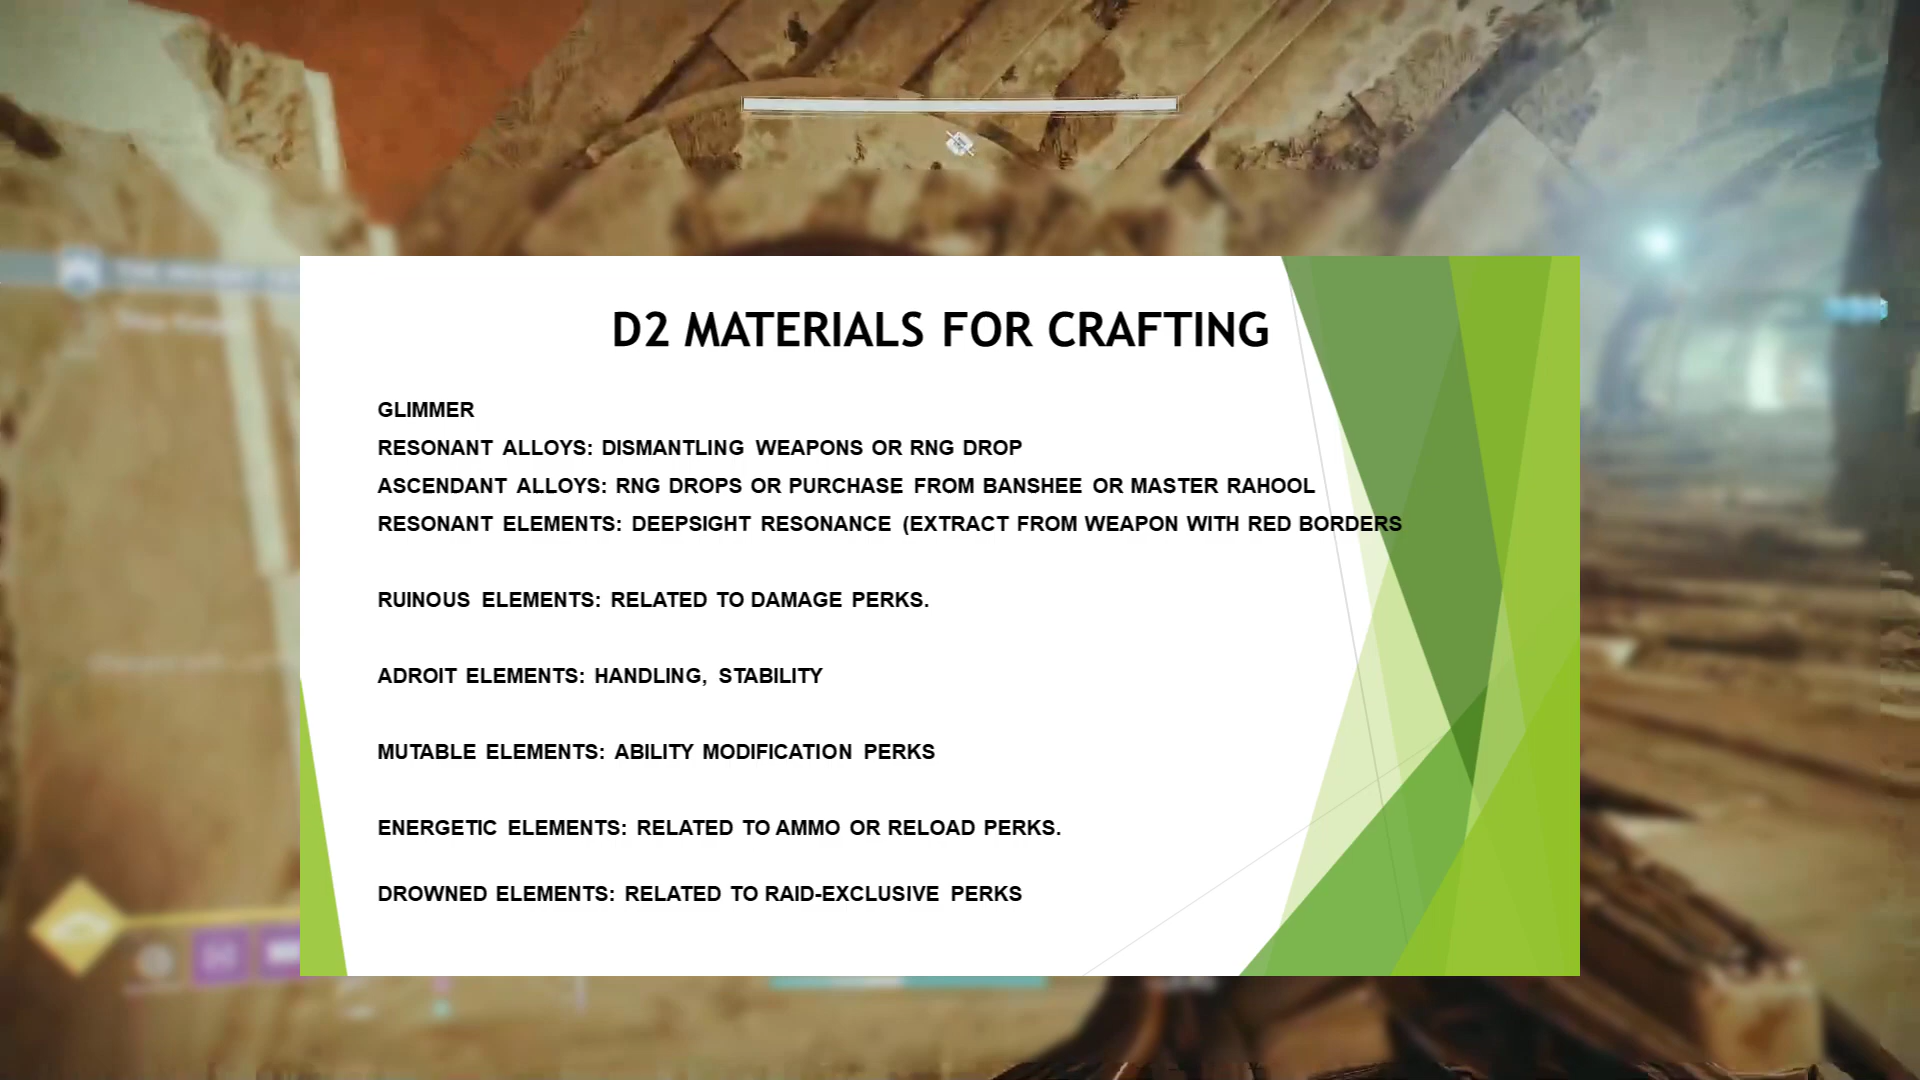 D2 MATERIALS FOR CRAFTING
GLIMMER
RESONANT ALLOYS: DISMANTLING WEAPONS OR RNG DROP
ASCENDANT ALLOYS: RNG DROPS OR PURCHASE FROM BANSHEE OR MASTER RAHOOL
RESONANT ELEMENTS: DEEPSIGHT RESONANCE (EXTRACT FROM WEAPON WITH RED BORDERS
RUINOUS ELEMENTS: RELATED TO DAMAGE PERKS.
ADROIT ELEMENTS: HANDLING, STABILITY
MUTABLE ELEMENTS: ABILITY MODIFICATION PERKS
ENERGETIC ELEMENTS: RELATED TO AMMO OR RELOAD PERKS.
DROWNED ELEMENTS: RELATED TO RAID-EXCLUSIVE PERKS